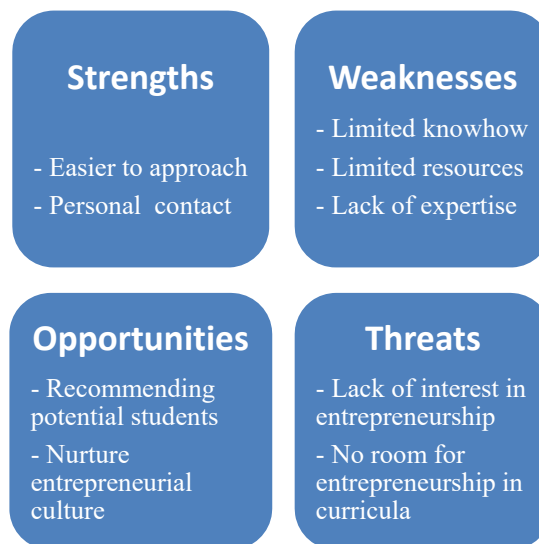 Strengths
- Easier to approach
- Personal contact
Weaknesses
- Limited knowhow
- Limited resources
- Lack of expertise
Opportunities
- Recommending
potential students
- Nurture
entrepreneurial
culture
Threats
- Lack of interest in
entrepreneurship
- No room for
entrepreneurship in
curricula